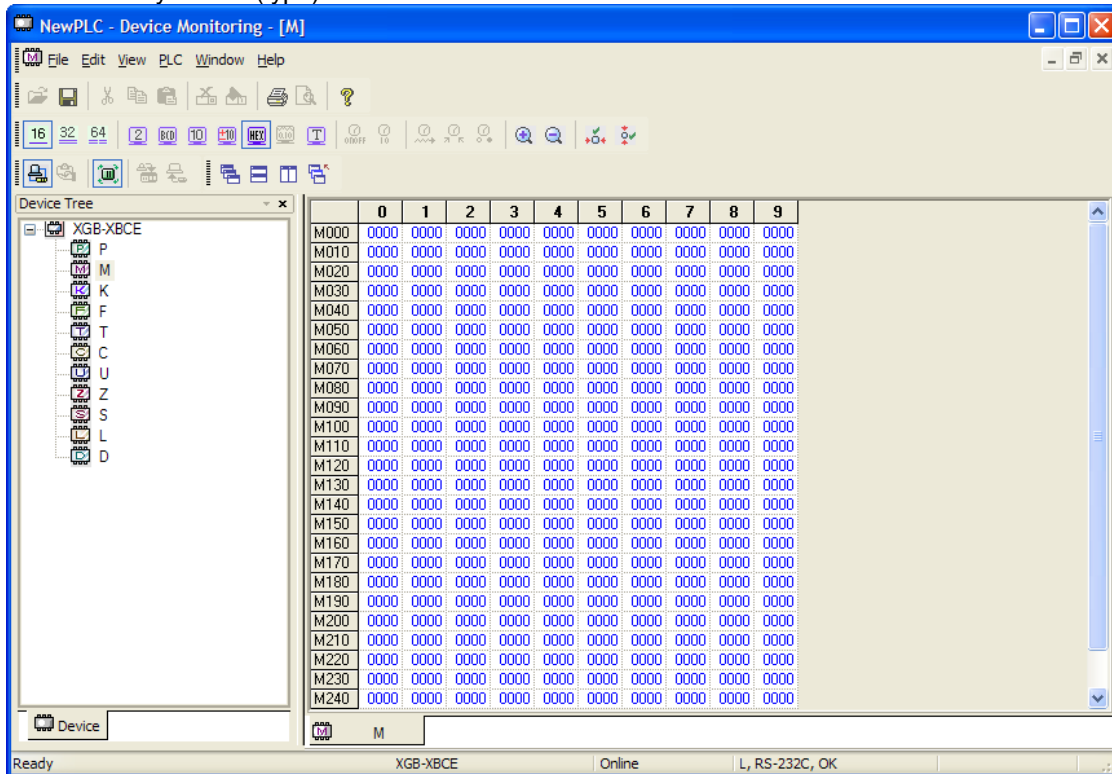 NewPLC - Device Monitoring - [M]
File Edit View PLC Window Help
16 32 64 2 BCD 10 ±10 HEX T
Device Tree
XGB-XBCE
P
M
K
F
T
C
U
Z
S
L
D
Device
0 1 2 3 4 5 6 7 8 9
M000 0000 0000 0000 0000 0000 0000 0000 0000 0000 0000
M010 0000 0000 0000 0000 0000 0000 0000 0000 0000 0000
M020 0000 0000 0000 0000 0000 0000 0000 0000 0000 0000
M030 0000 0000 0000 0000 0000 0000 0000 0000 0000 0000
M040 0000 0000 0000 0000 0000 0000 0000 0000 0000 0000
M050 0000 0000 0000 0000 0000 0000 0000 0000 0000 0000
M060 0000 0000 0000 0000 0000 0000 0000 0000 0000 0000
M070 0000 0000 0000 0000 0000 0000 0000 0000 0000 0000
M080 0000 0000 0000 0000 0000 0000 0000 0000 0000 0000
M090 0000 0000 0000 0000 0000 0000 0000 0000 0000 0000
M100 0000 0000 0000 0000 0000 0000 0000 0000 0000 0000
M110 0000 0000 0000 0000 0000 0000 0000 0000 0000 0000
M120 0000 0000 0000 0000 0000 0000 0000 0000 0000 0000
M130 0000 0000 0000 0000 0000 0000 0000 0000 0000 0000
M140 0000 0000 0000 0000 0000 0000 0000 0000 0000 0000
M150 0000 0000 0000 0000 0000 0000 0000 0000 0000 0000
M160 0000 0000 0000 0000 0000 0000 0000 0000 0000 0000
M170 0000 0000 0000 0000 0000 0000 0000 0000 0000 0000
M180 0000 0000 0000 0000 0000 0000 0000 0000 0000 0000
M190 0000 0000 0000 0000 0000 0000 0000 0000 0000 0000
M200 0000 0000 0000 0000 0000 0000 0000 0000 0000 0000
M210 0000 0000 0000 0000 0000 0000 0000 0000 0000 0000
M220 0000 0000 0000 0000 0000 0000 0000 0000 0000 0000
M230 0000 0000 0000 0000 0000 0000 0000 0000 0000 0000
M240 0000 0000 0000 0000 0000 0000 0000 0000 0000 0000
M
Ready XGB-XBCE Online L, RS-232C, OK